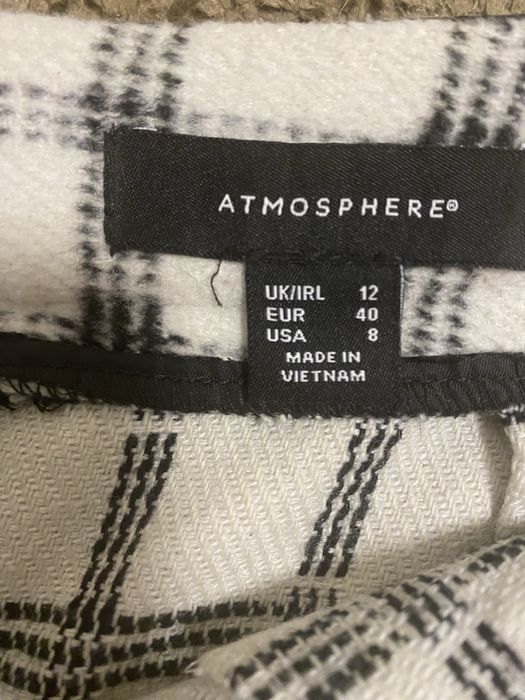 ATMOSPHERE®
UK/IRL 12
EUR 40
USA 8
MADE IN
VIETNAM